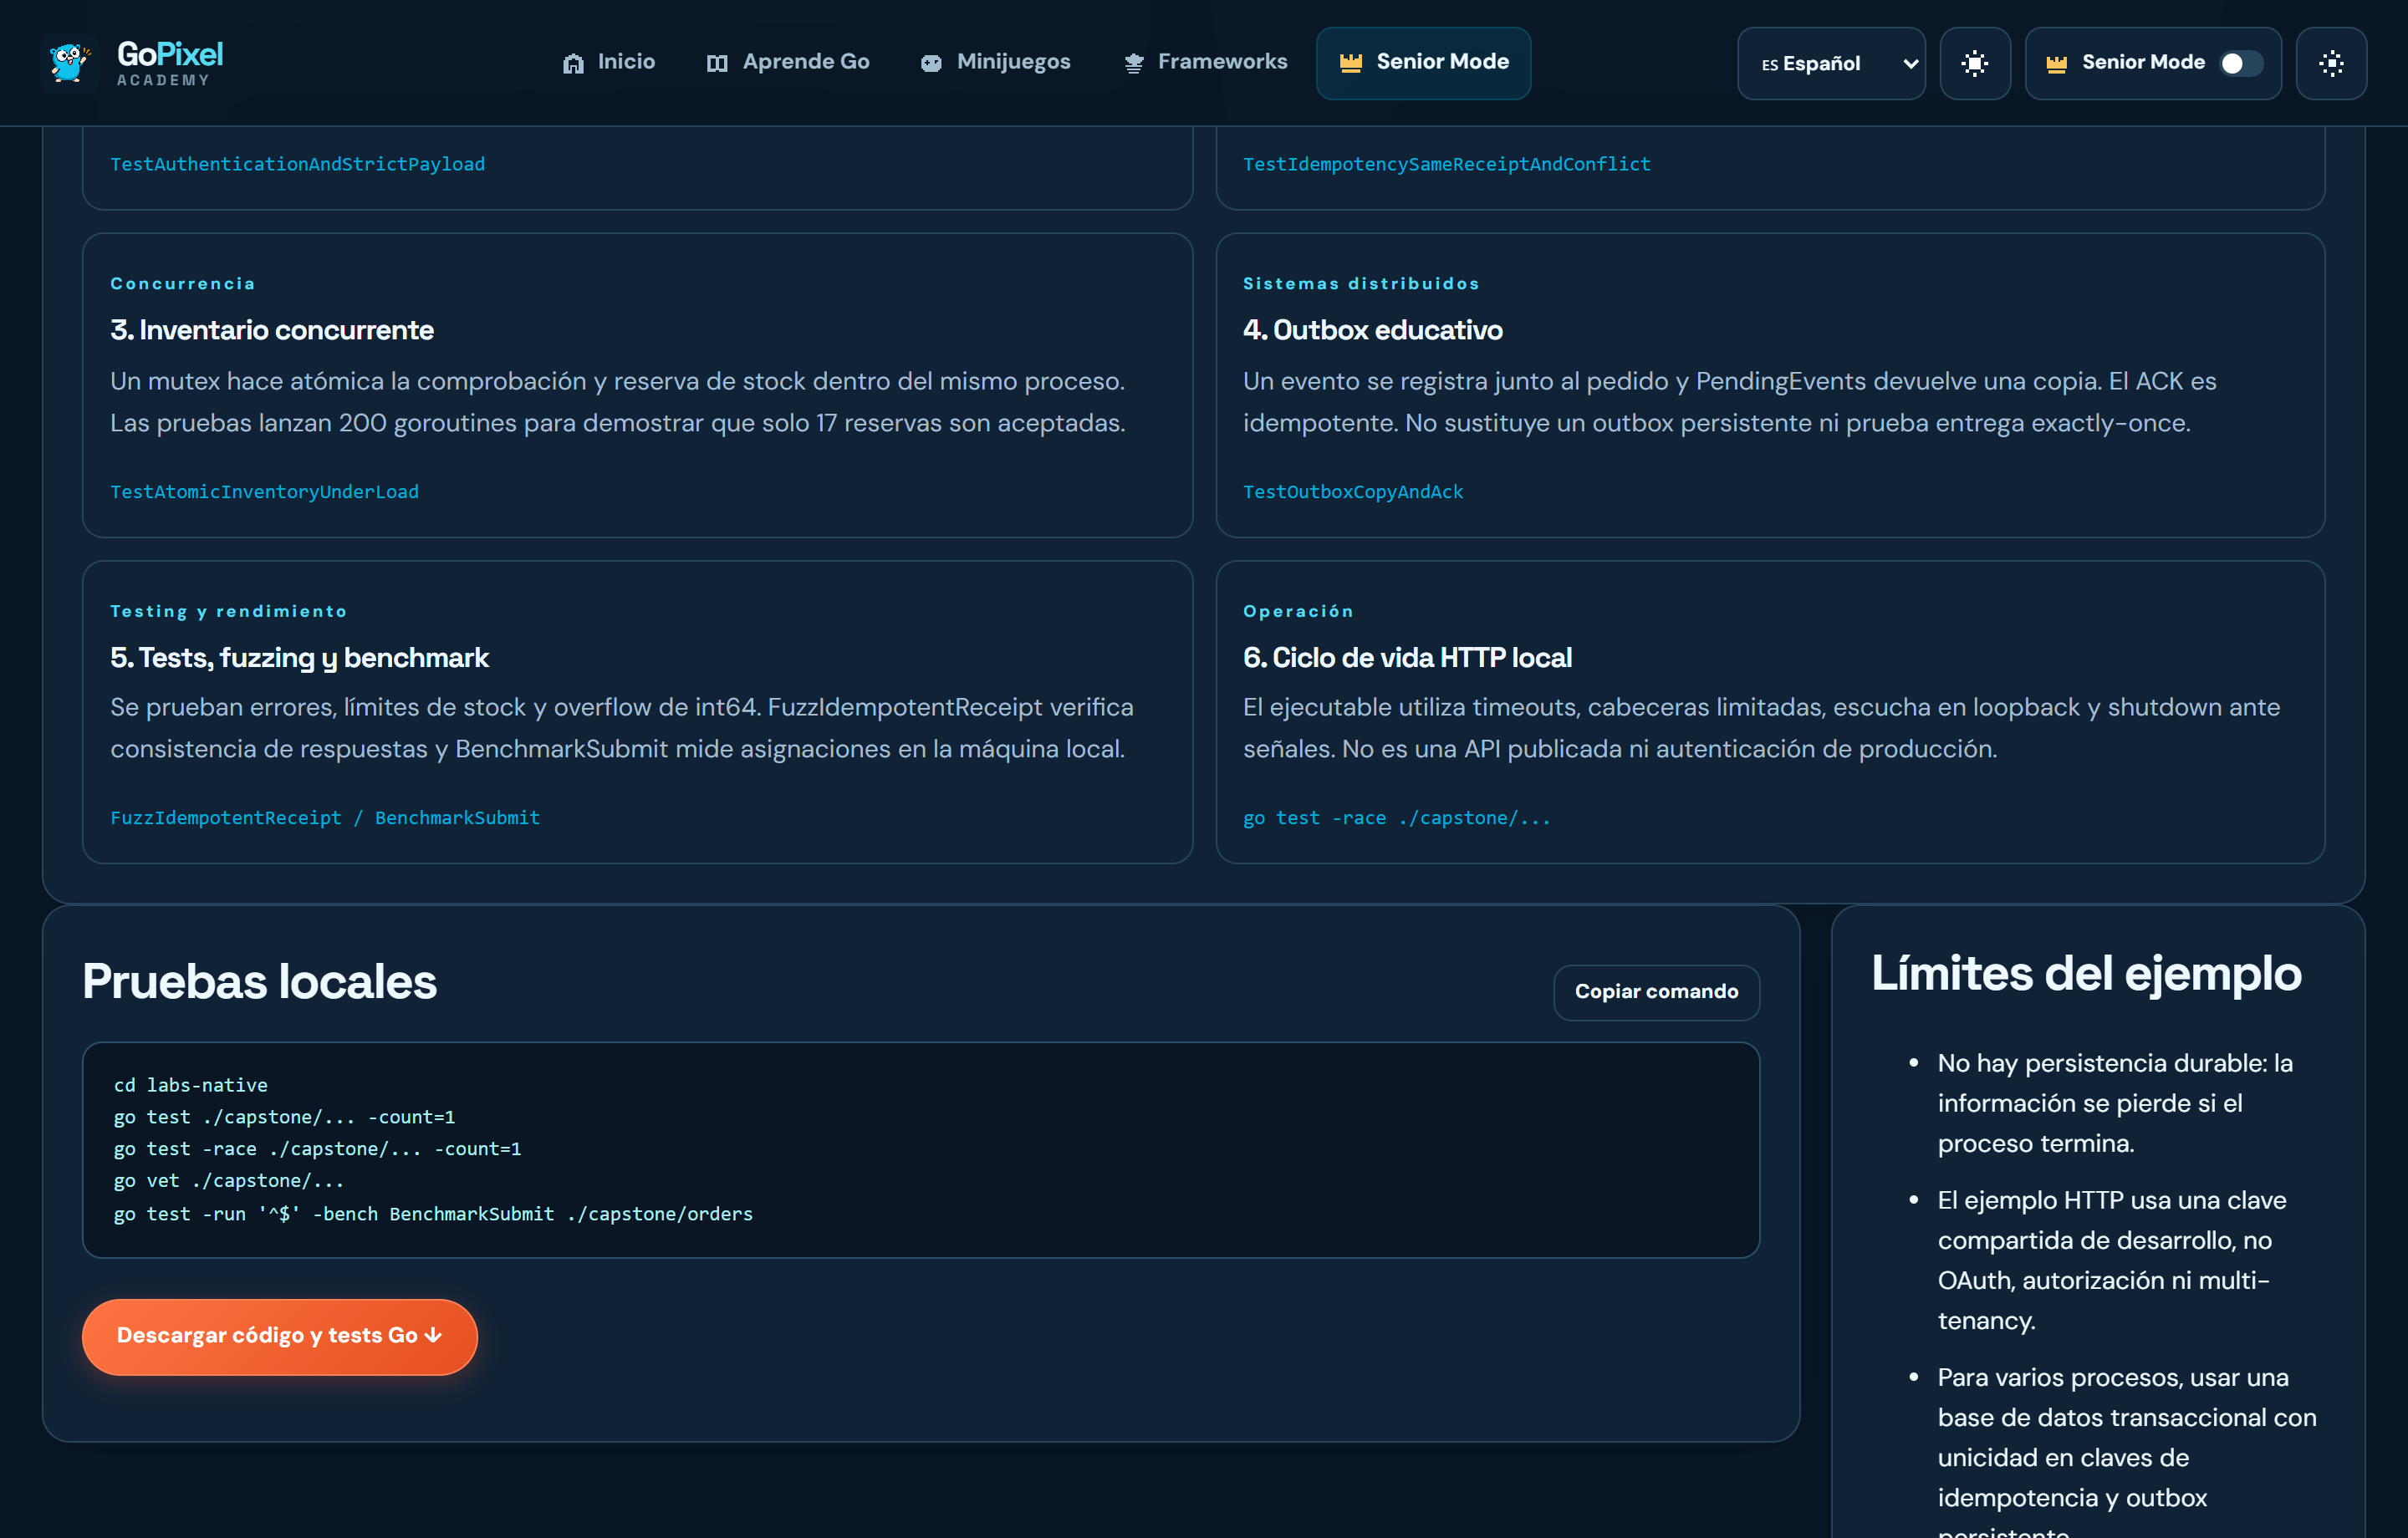 GoPixel
ACADEMY
Inicio
Aprende Go
Minijuegos
Frameworks
Senior Mode
ES Español
Senior Mode
TestAuthenticationAndStrictPayload
TestIdempotencySameReceiptAndConflict
Concurrencia
3. Inventario concurrente
Un mutex hace atómica la comprobación y reserva de stock dentro del mismo proceso.
Las pruebas lanzan 200 goroutines para demostrar que solo 17 reservas son aceptadas.
TestAtomicInventoryUnderLoad
Sistemas distribuidos
4. Outbox educativo
Un evento se registra junto al pedido y PendingEvents devuelve una copia. El ACK es
idempotente. No sustituye un outbox persistente ni prueba entrega exactly-once.
TestOutboxCopyAndAck
Testing y rendimiento
5. Tests, fuzzing y benchmark
Se prueban errores, límites de stock y overflow de int64. FuzzIdempotentReceipt verifica
consistencia de respuestas y BenchmarkSubmit mide asignaciones en la máquina local.
FuzzIdempotentReceipt / BenchmarkSubmit
Operación
6. Ciclo de vida HTTP local
El ejecutable utiliza timeouts, cabeceras limitadas, escucha en loopback y shutdown ante
señales. No es una API publicada ni autenticación de producción.
go test -race ./capstone/...
Pruebas locales
Copiar comando
cd labs-native
go test ./capstone/... -count=1
go test -race ./capstone/... -count=1
go vet ./capstone/...
go test -run '^$' -bench BenchmarkSubmit ./capstone/orders
Descargar código y tests Go ↓
Límites del ejemplo
• No hay persistencia durable: la
información se pierde si el
proceso termina.
• El ejemplo HTTP usa una clave
compartida de desarrollo, no
OAuth, autorización ni multi-
tenancy.
• Para varios procesos, usar una
base de datos transaccional con
unicidad en claves de
idempotencia y outbox
persistente.